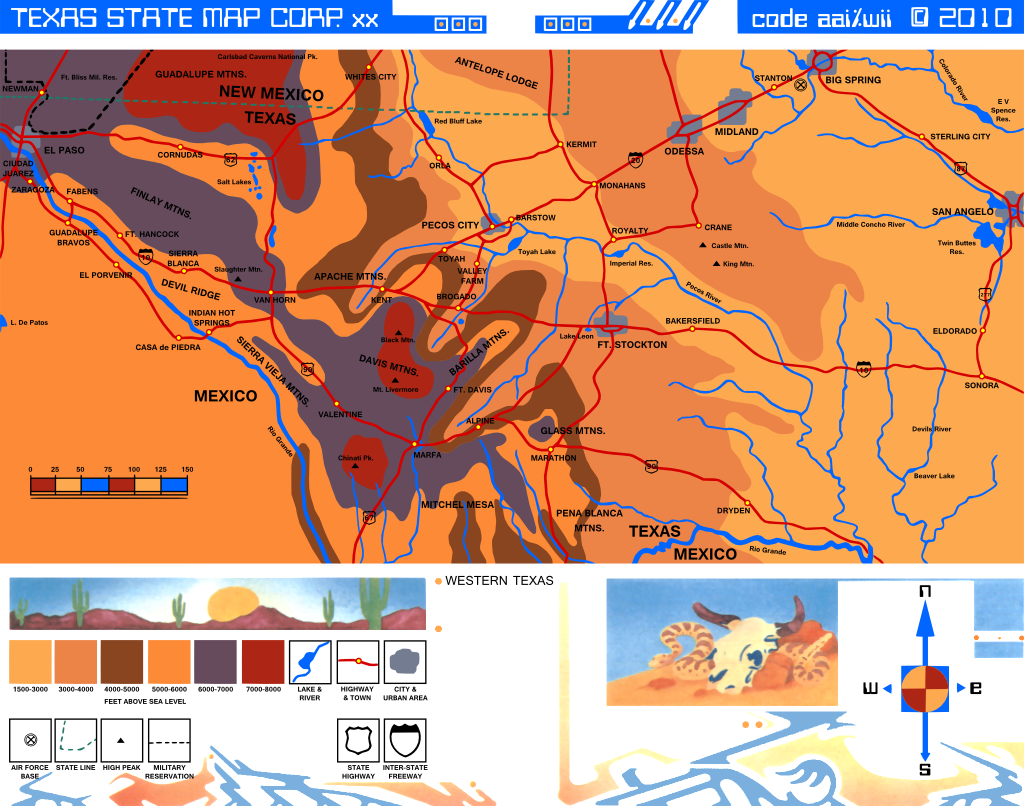 TEXAS STATE MAP CORP. xx
code aai%wii © 2010
Carlsbad Caverns National Pk.
Ft. Bliss Mil. Res.
GUADALUPE MTNS.
WHITES CITY
ANTELOPE LODGE
STANTON
BIG SPRING
Colorado River
NEWMAN
NEW MEXICO
TEXAS
E V
Spence
Res.
Red Bluff Lake
MIDLAND
ODESSA
STERLING CITY
EL PASO
CORNUDAS
62
KERMIT
20
87
CIUDAD
JUAREZ
ORLA
Salt Lakes
ZARAGOZA
FABENS
FINLAY MTNS.
MONAHANS
SAN ANGELO
PECOS CITY
BARSTOW
ROYALTY
CRANE
Middle Concho River
GUADALUPE
BRAVOS
FT. HANCOCK
Castle Mtn.
Twin Buttes
Res.
TOYAH
Toyah Lake
Imperial Res.
King Mtn.
10
SIERRA
BLANCA
Slaughter Mtn.
VALLEY
FARM
EL PORVENIR
APACHE MTNS.
DEVIL RIDGE
VAN HORN
KENT
BROGADO
Pecos River
277
L. De Patos
INDIAN HOT
SPRINGS
BAKERSFIELD
ELDORADO
CASA de PIEDRA
Black Mtn.
Lake Leon
FT. STOCKTON
SIERRA VIEJA MTNS.
90
DAVIS MTNS.
BARILLA MTNS.
10
SONORA
MEXICO
Mt. Livermore
FT. DAVIS
VALENTINE
ALPINE
GLASS MTNS.
Devils River
Rio Grande
Chinati Pk.
MARFA
MARATHON
90
0 25 50 75 100 125 150
Beaver Lake
67
MITCHEL MESA
PENA BLANCA
MTNS.
DRYDEN
TEXAS
MEXICO
Rio Grande
WESTERN TEXAS
n
w
e
s
1500-3000
3000-4000
4000-5000
5000-6000
6000-7000
7000-8000
FEET ABOVE SEA LEVEL
LAKE &
RIVER
HIGHWAY
& TOWN
CITY &
URBAN AREA
AIR FORCE
BASE
STATE LINE
HIGH PEAK
MILITARY
RESERVATION
STATE
HIGHWAY
INTER-STATE
FREEWAY